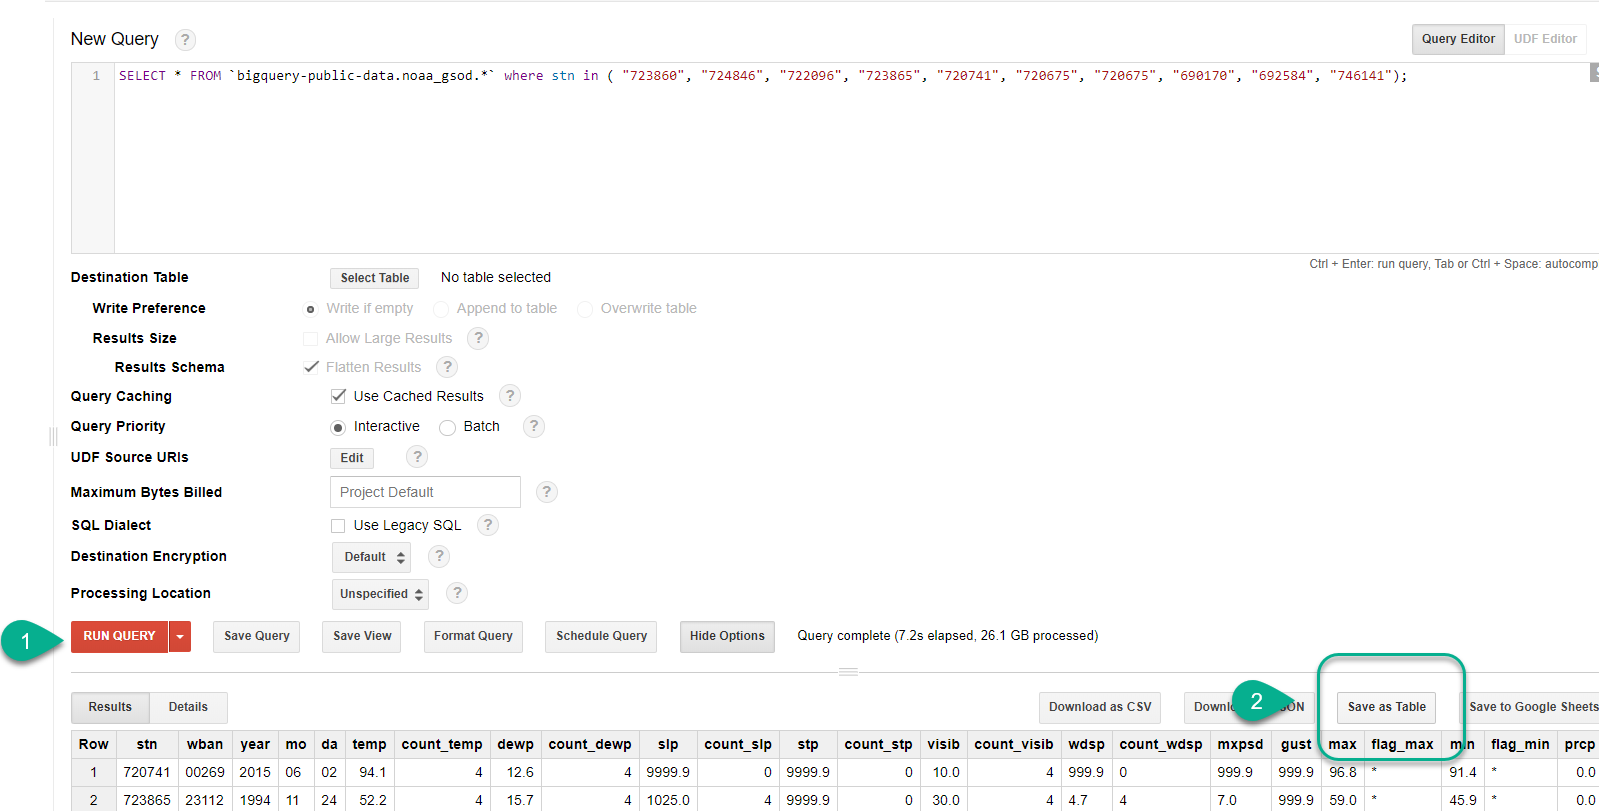 New Query ?
Query Editor UDF Editor
1 SELECT * FROM `bigquery-public-data.noaa_gsod.*` where stn in ( "723860", "724846", "722096", "723865", "720741", "720675", "720675", "690170", "692584", "746141");
Ctrl + Enter: run query, Tab or Ctrl + Space: autocomp
Destination Table Select Table No table selected
Write Preference Write if empty Append to table Overwrite table
Results Size Allow Large Results ?
Results Schema Flatten Results ?
Query Caching Use Cached Results ?
Query Priority Interactive Batch ?
UDF Source URIs Edit ?
Maximum Bytes Billed Project Default ?
SQL Dialect Use Legacy SQL ?
Destination Encryption Default ?
Processing Location Unspecified ?
1 RUN QUERY Save Query Save View Format Query Schedule Query Hide Options Query complete (7.2s elapsed, 26.1 GB processed)
Results Details Download as CSV 2 Save as Table Save to Google Sheets
Row stn wban year mo da temp count_temp dewp count_dewp slp count_slp stp count_stp visib count_visib wdsp count_wdsp mxpsd gust max flag_max min flag_min prcp
1 720741 00269 2015 06 02 94.1 4 12.6 4 9999.9 0 9999.9 0 10.0 4 999.9 0 999.9 999.9 96.8 * 91.4 * 0.0
2 723865 23112 1994 11 24 52.2 4 15.7 4 1025.0 4 9999.9 0 30.0 4 4.7 4 7.0 999.9 59.0 * 45.9 * 0.0